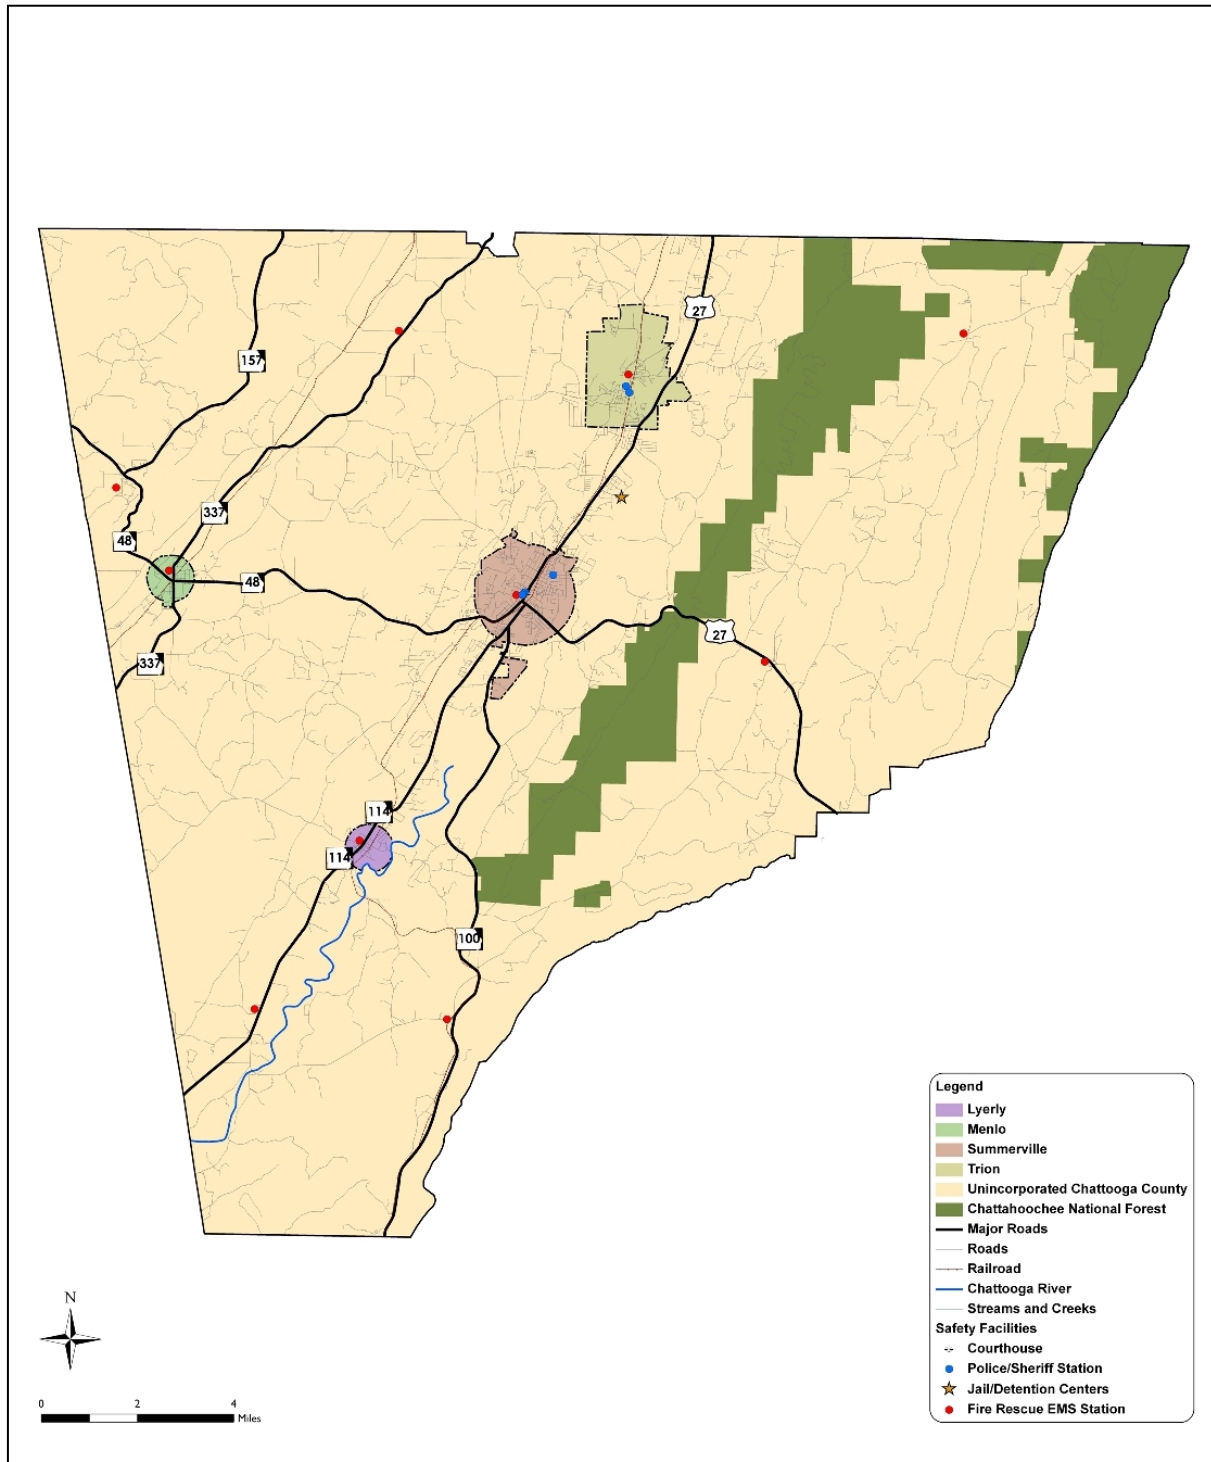 27
157
337
48
48
27
337
114
114
100
Legend
Lyerly
Menlo
Summerville
Trion
Unincorporated Chattooga County
Chattahoochee National Forest
Major Roads
Roads
Railroad
Chattooga River
Streams and Creeks
Safety Facilities
Courthouse
Police/Sheriff Station
Jail/Detention Centers
Fire Rescue EMS Station
N
0 2 4
Miles